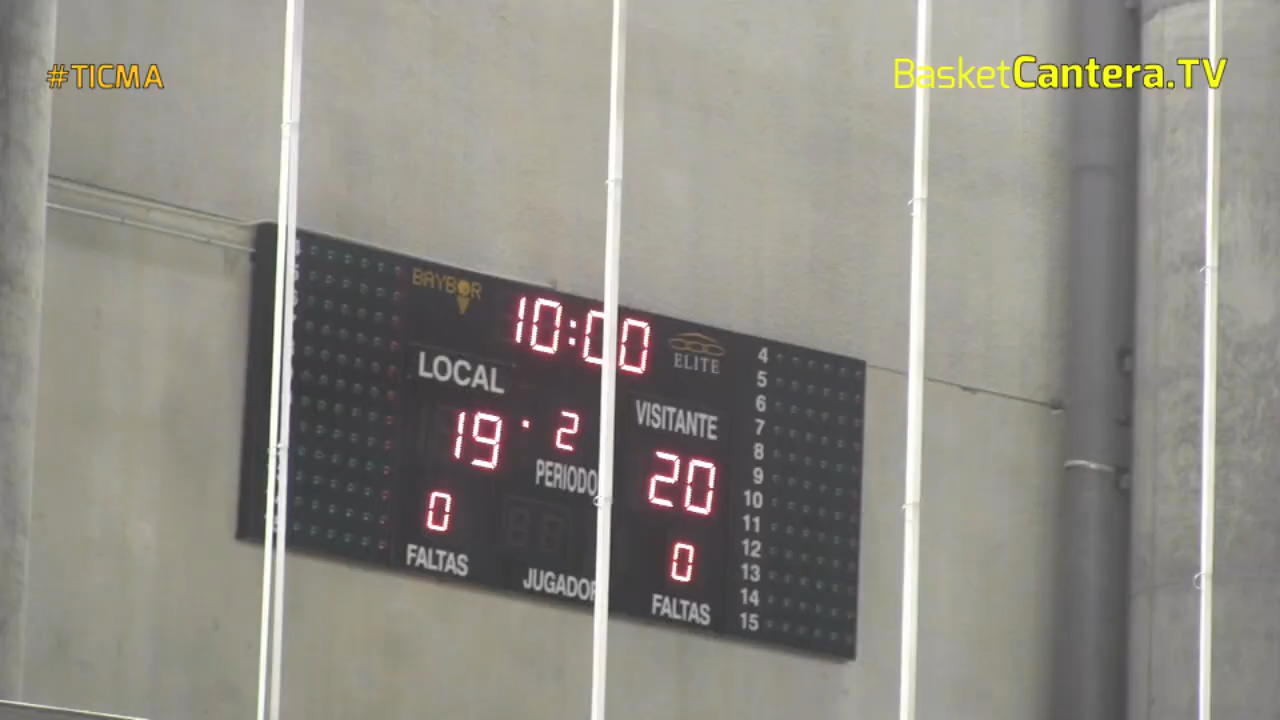 #TICMA
BasketCantera.TV
BAYBOR
10:00
ELITE
LOCAL
VISITANTE
19
2
20
PERIODO
0
0
FALTAS
JUGADOR
FALTAS
4
5
6
7
8
9
10
11
12
13
14
15